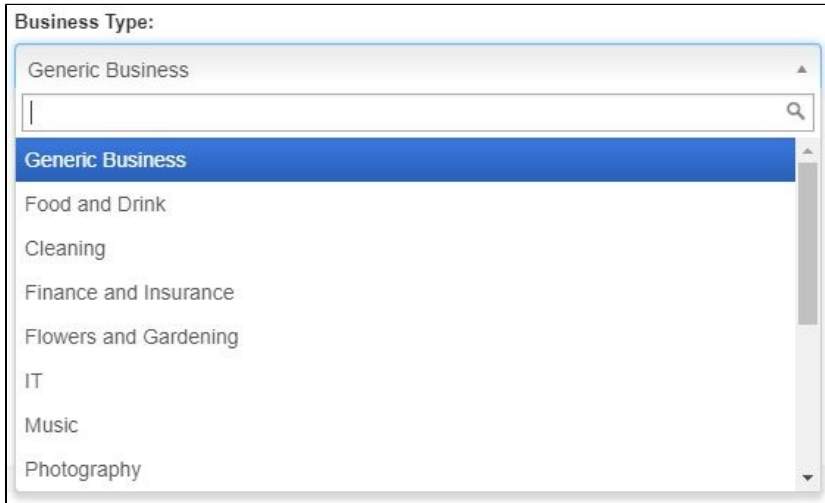 Business Type:
Generic Business
Generic Business
Food and Drink
Cleaning
Finance and Insurance
Flowers and Gardening
IT
Music
Photography